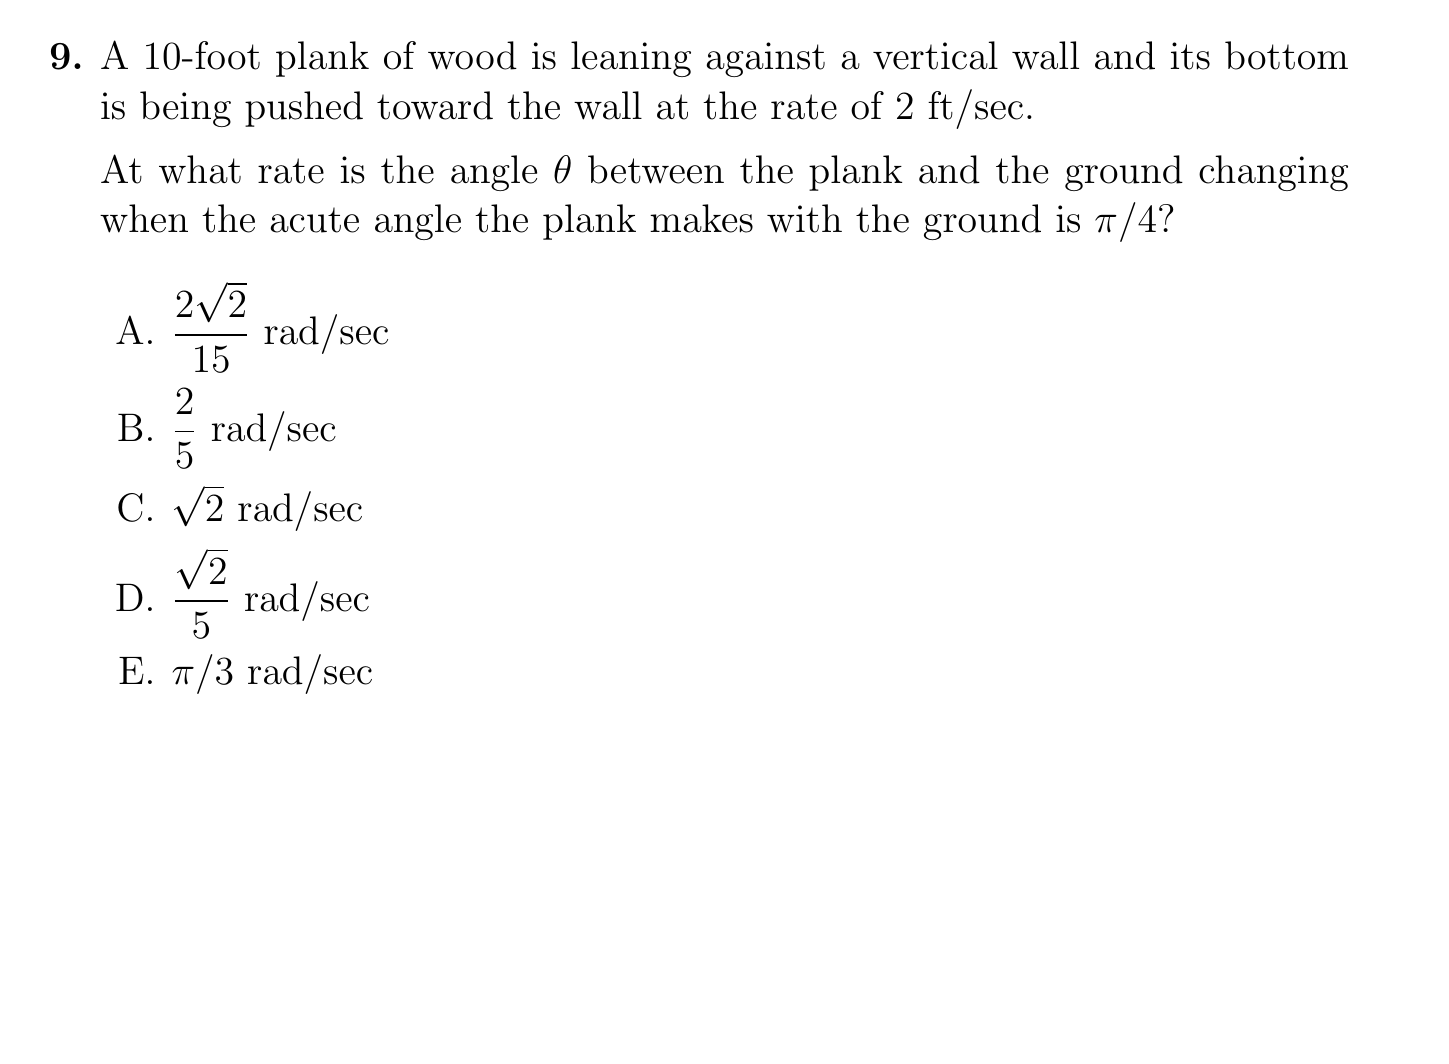 9. A 10-foot plank of wood is leaning against a vertical wall and its bottom
is being pushed toward the wall at the rate of 2 ft/sec.
At what rate is the angle θ between the plank and the ground changing
when the acute angle the plank makes with the ground is π/4?
A. \frac{2\sqrt{2}}{15} rad/sec
B. \frac{2}{5} rad/sec
C. √2 rad/sec
D. \frac{\sqrt{2}}{5} rad/sec
E. π/3 rad/sec